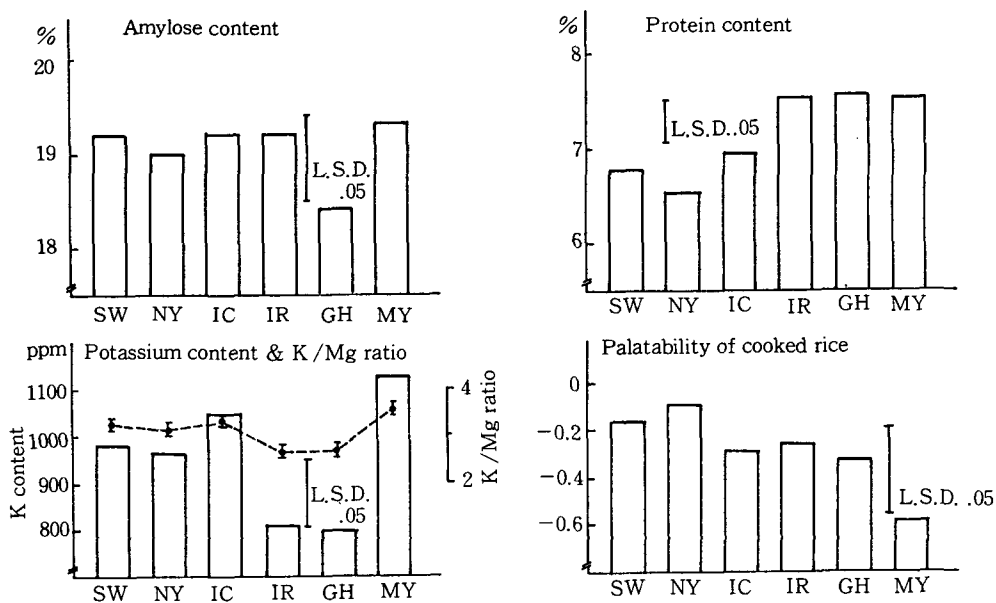 Amylose content
%
20
19
18
L.S.D.
.05
SW NY IC IR GH MY
Protein content
%
8
7
6
L.S.D..05
SW NY IC IR GH MY
Potassium content & K/Mg ratio
ppm
1100
1000
900
800
K content
4
2
K/Mg ratio
L.S.D.
.05
SW NY IC IR GH MY
Palatability of cooked rice
0
-0.2
-0.4
-0.6
L.S.D. .05
SW NY IC IR GH MY